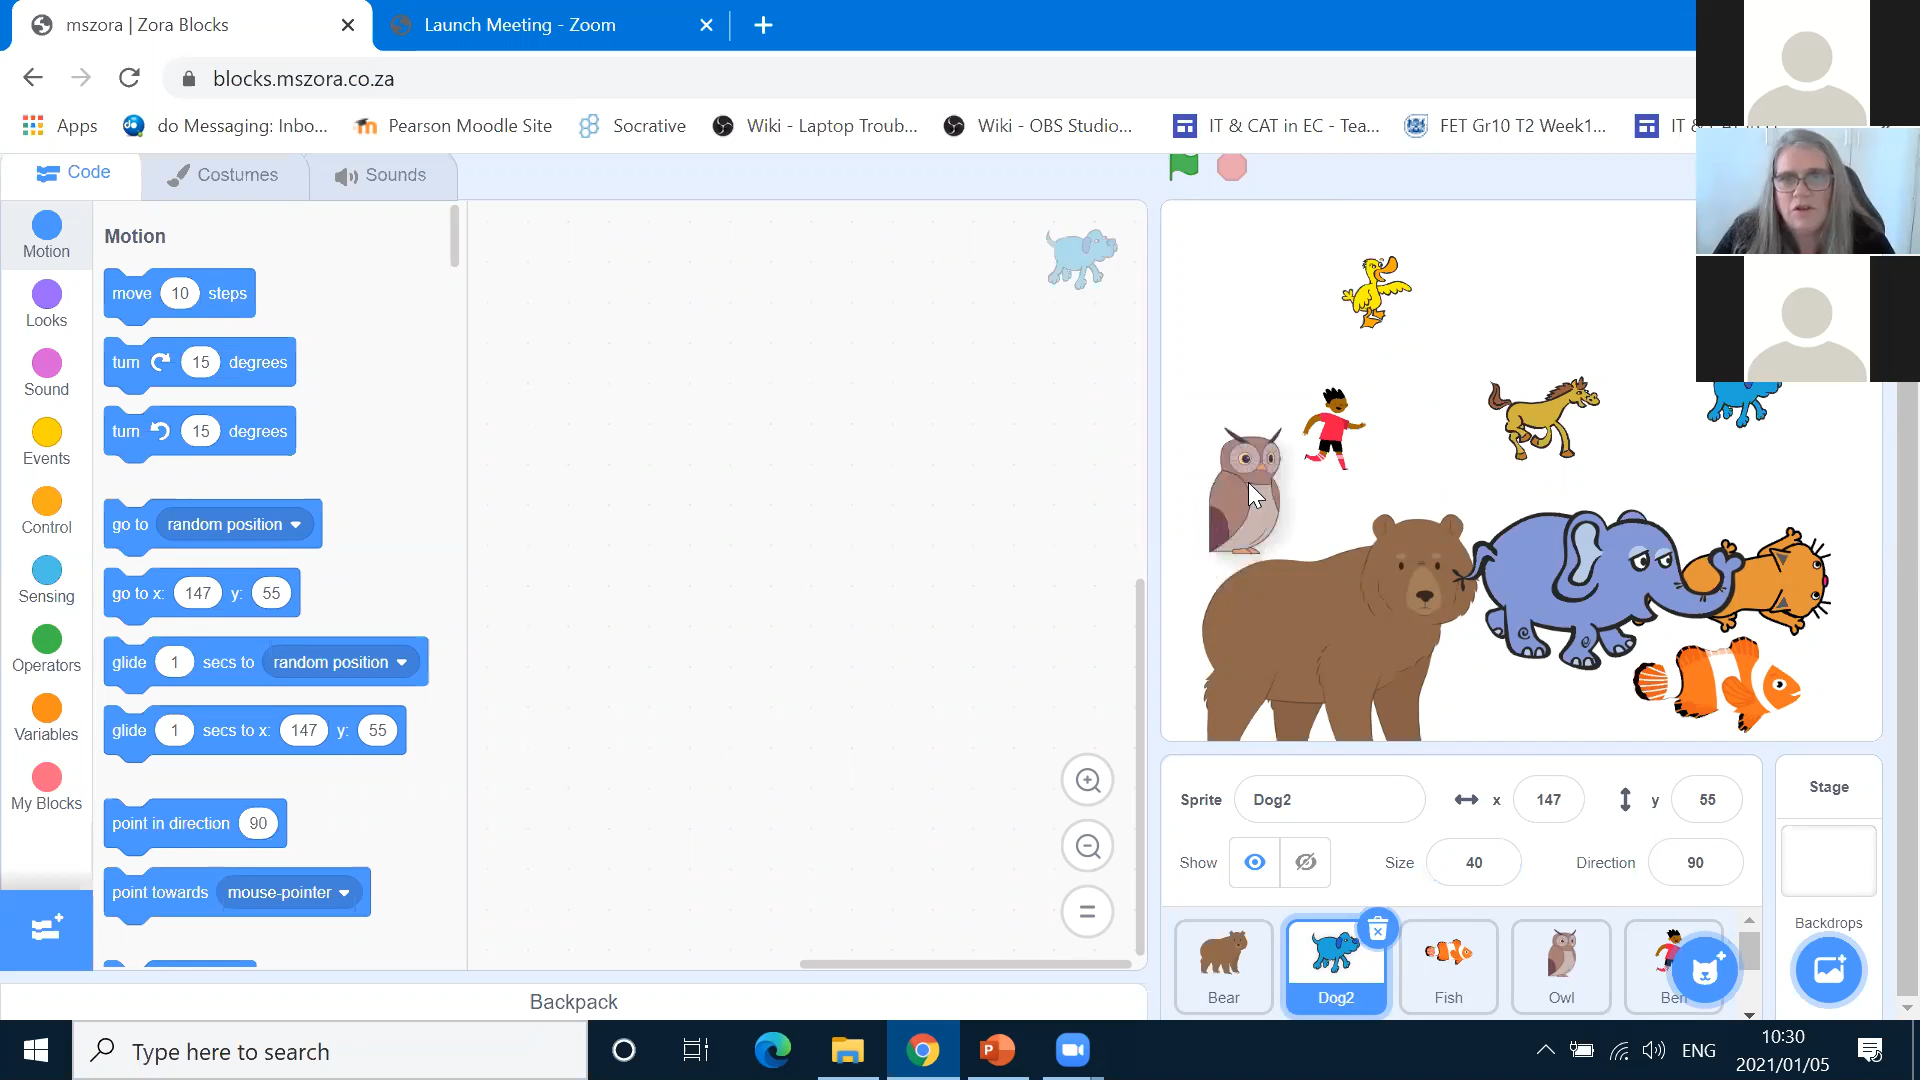 mszora | Zora Blocks
Launch Meeting - Zoom
blocks.mszora.co.za
Apps
do Messaging: Inbo...
Pearson Moodle Site
Socrative
Wiki - Laptop Troub...
Wiki - OBS Studio...
IT & CAT in EC - Tea...
FET Gr10 T2 Week1...
Code
Costumes
Sounds
Motion
Looks
Sound
Events
Control
Sensing
Operators
Variables
My Blocks
Motion
move 10 steps
turn 15 degrees
turn 15 degrees
go to random position
go to x: 147 y: 55
glide 1 secs to random position
glide 1 secs to x: 147 y: 55
point in direction 90
point towards mouse-pointer
Backpack
Sprite Dog2 x 147 y 55
Show Size 40 Direction 90
Bear
Dog2
Fish
Owl
Stage
Backdrops
Type here to search
ENG
10:30
2021/01/05